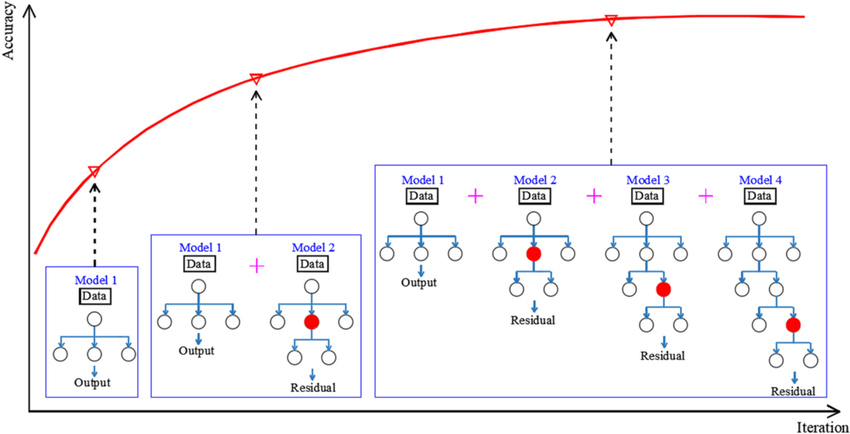 Accuracy
Model 1
Data
Output
Model 1
Data
Output
+
Model 2
Data
Residual
Model 1
Data
Output
+
Model 2
Data
Residual
+
Model 3
Data
Residual
+
Model 4
Data
Residual
Iteration